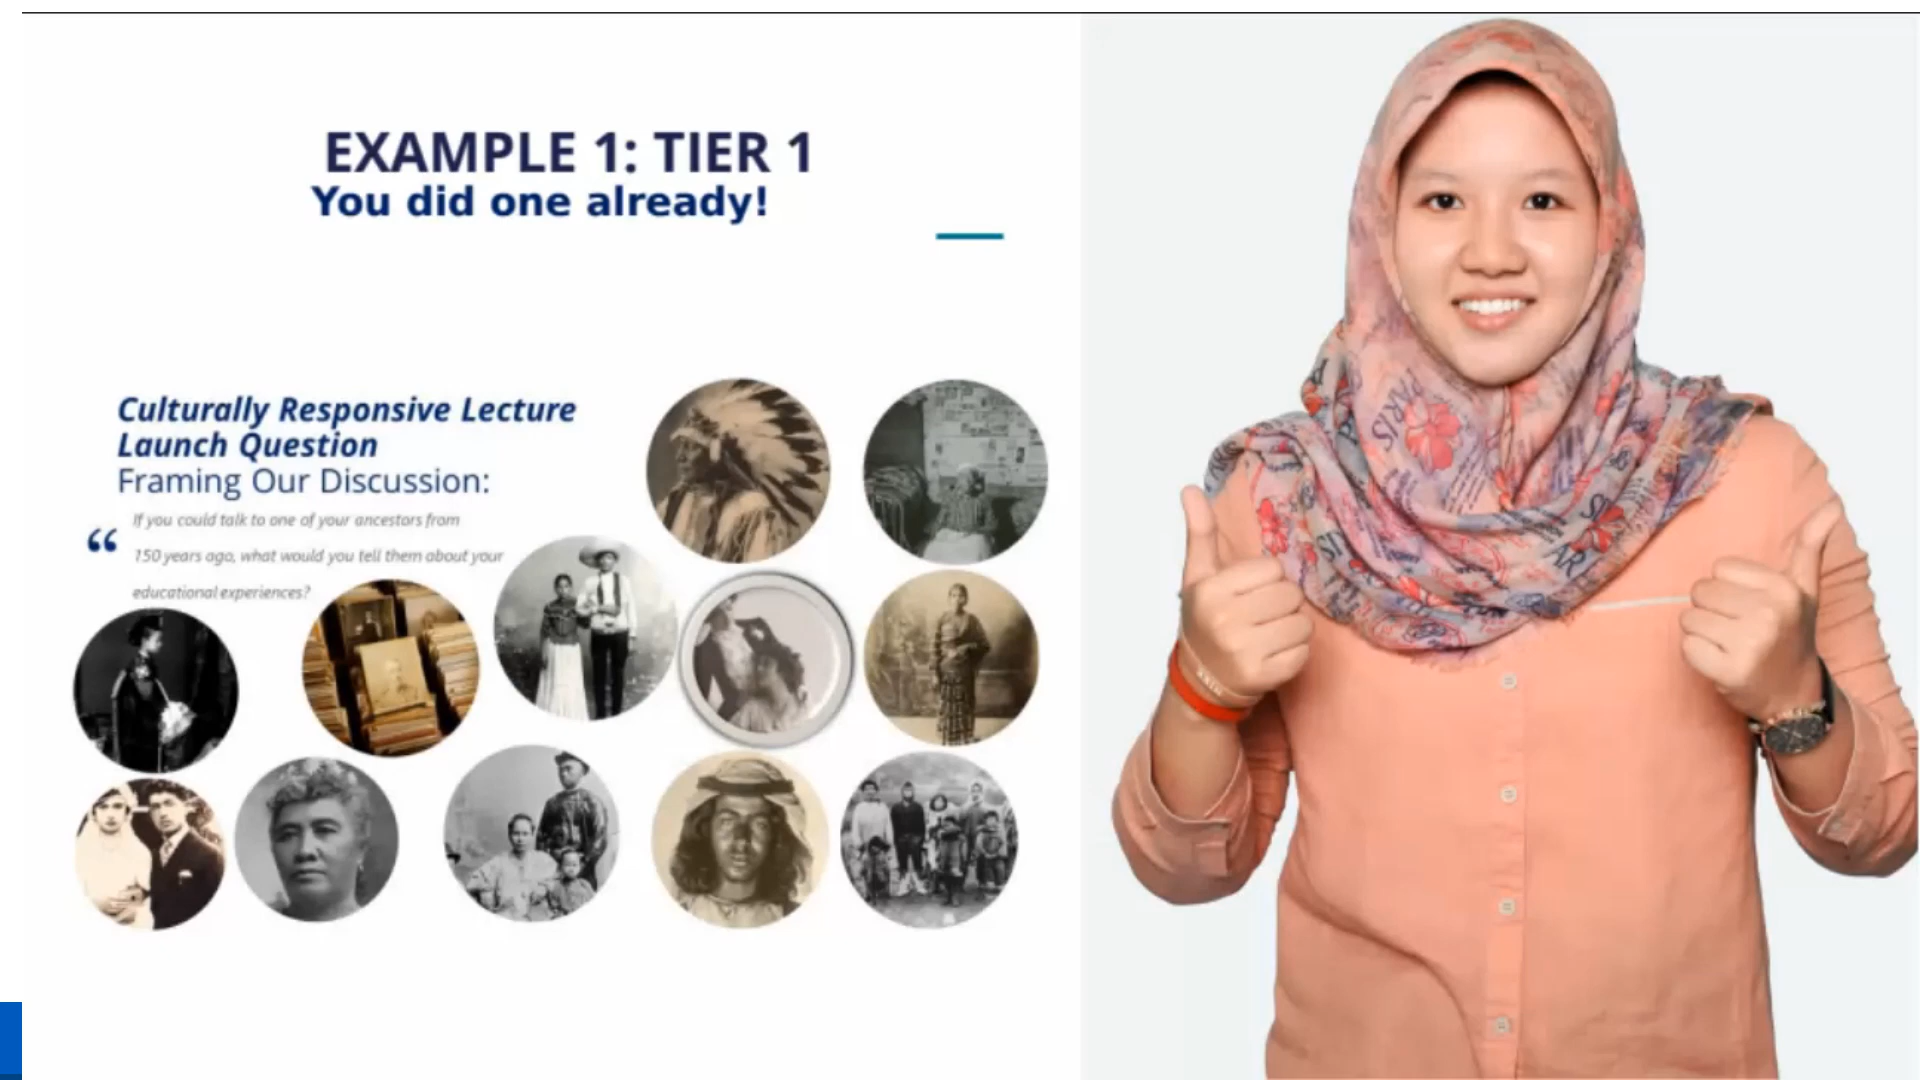 EXAMPLE 1: TIER 1
You did one already!
Culturally Responsive Lecture
Launch Question
Framing Our Discussion:
“
If you could talk to one of your ancestors from
150 years ago, what would you tell them about your
educational experiences?
PARIS